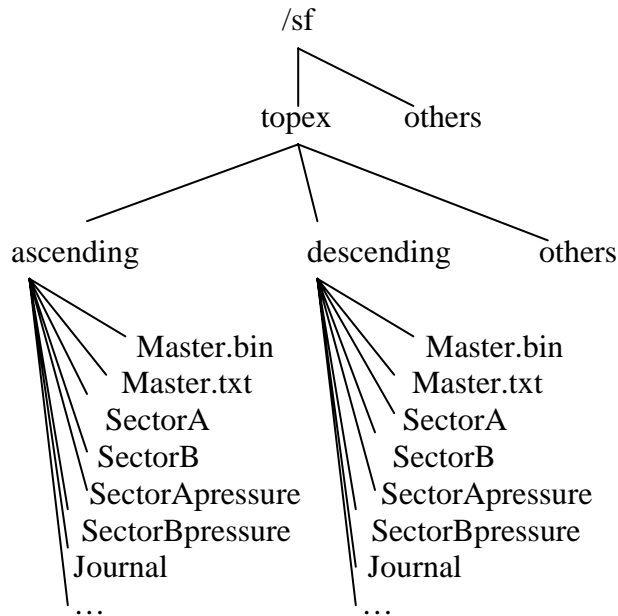 /sf
topex others
ascending descending others
Master.bin Master.bin
Master.txt Master.txt
SectorA SectorA
SectorB SectorB
SectorApressure SectorApressure
SectorBpressure SectorBpressure
Journal Journal
… …